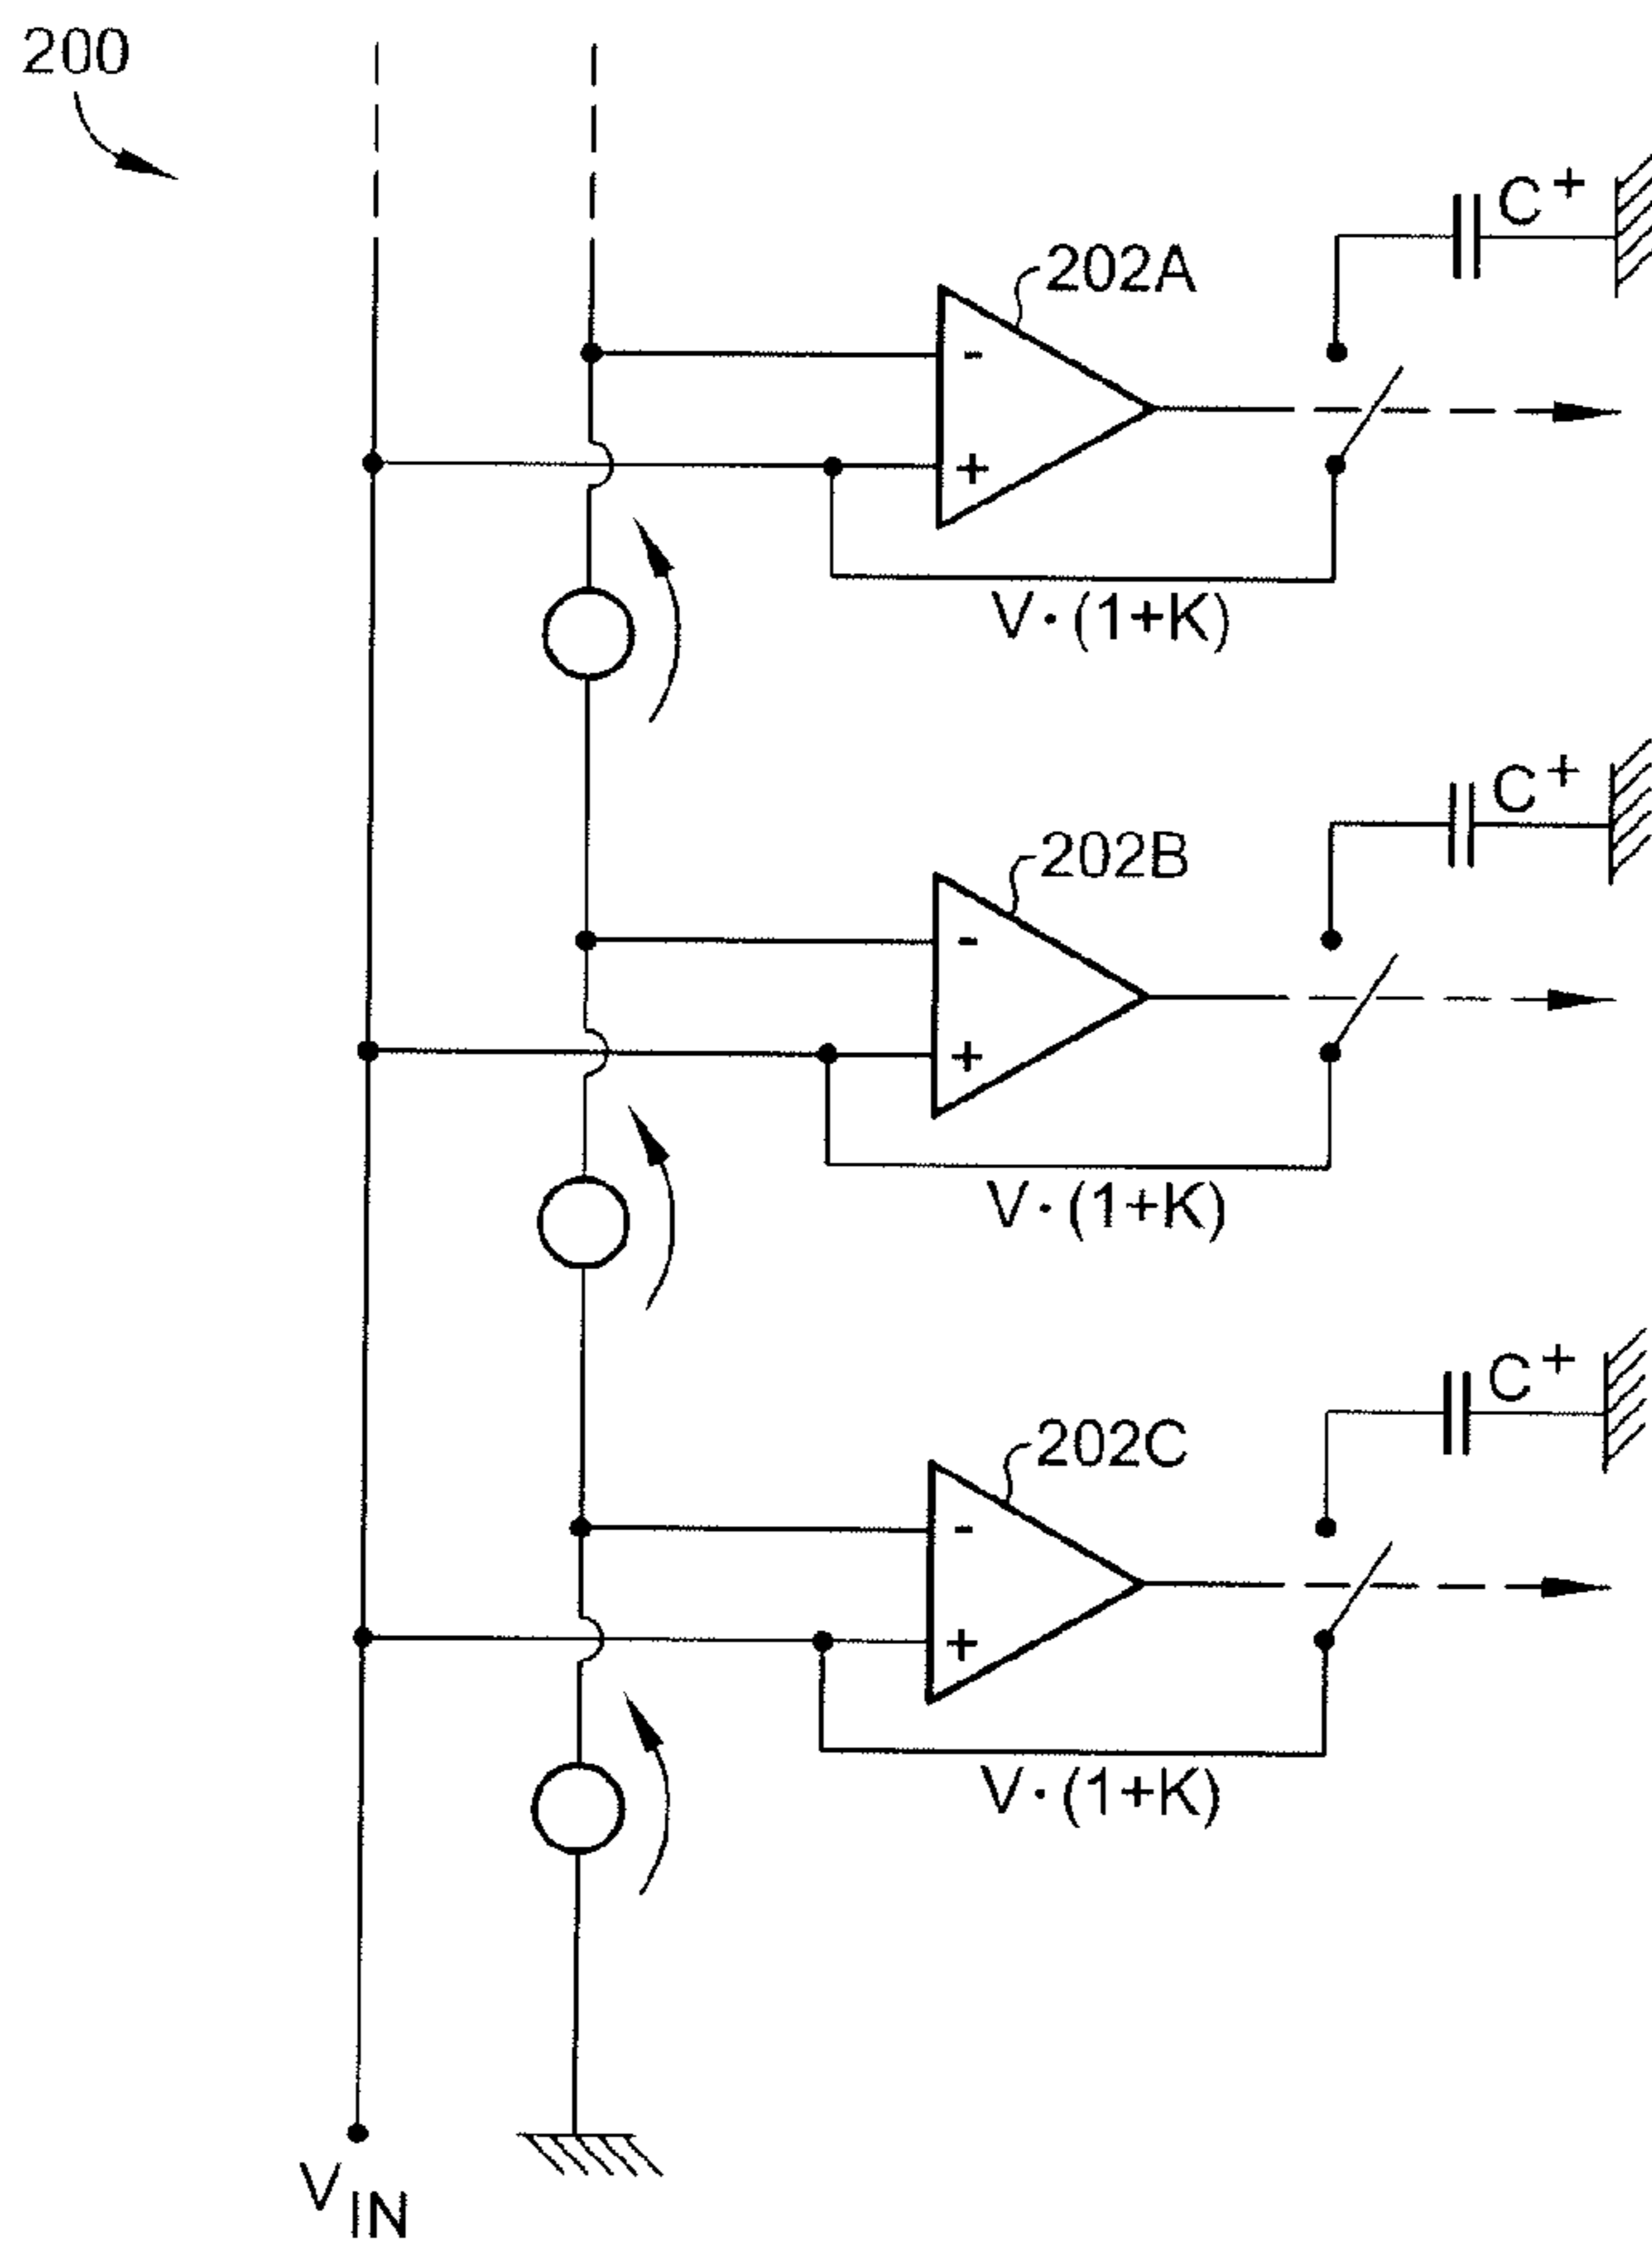 200
C+
202A
-
+
V·(1+K)
C+
202B
-
+
V·(1+K)
C+
202C
-
+
V·(1+K)
VIN